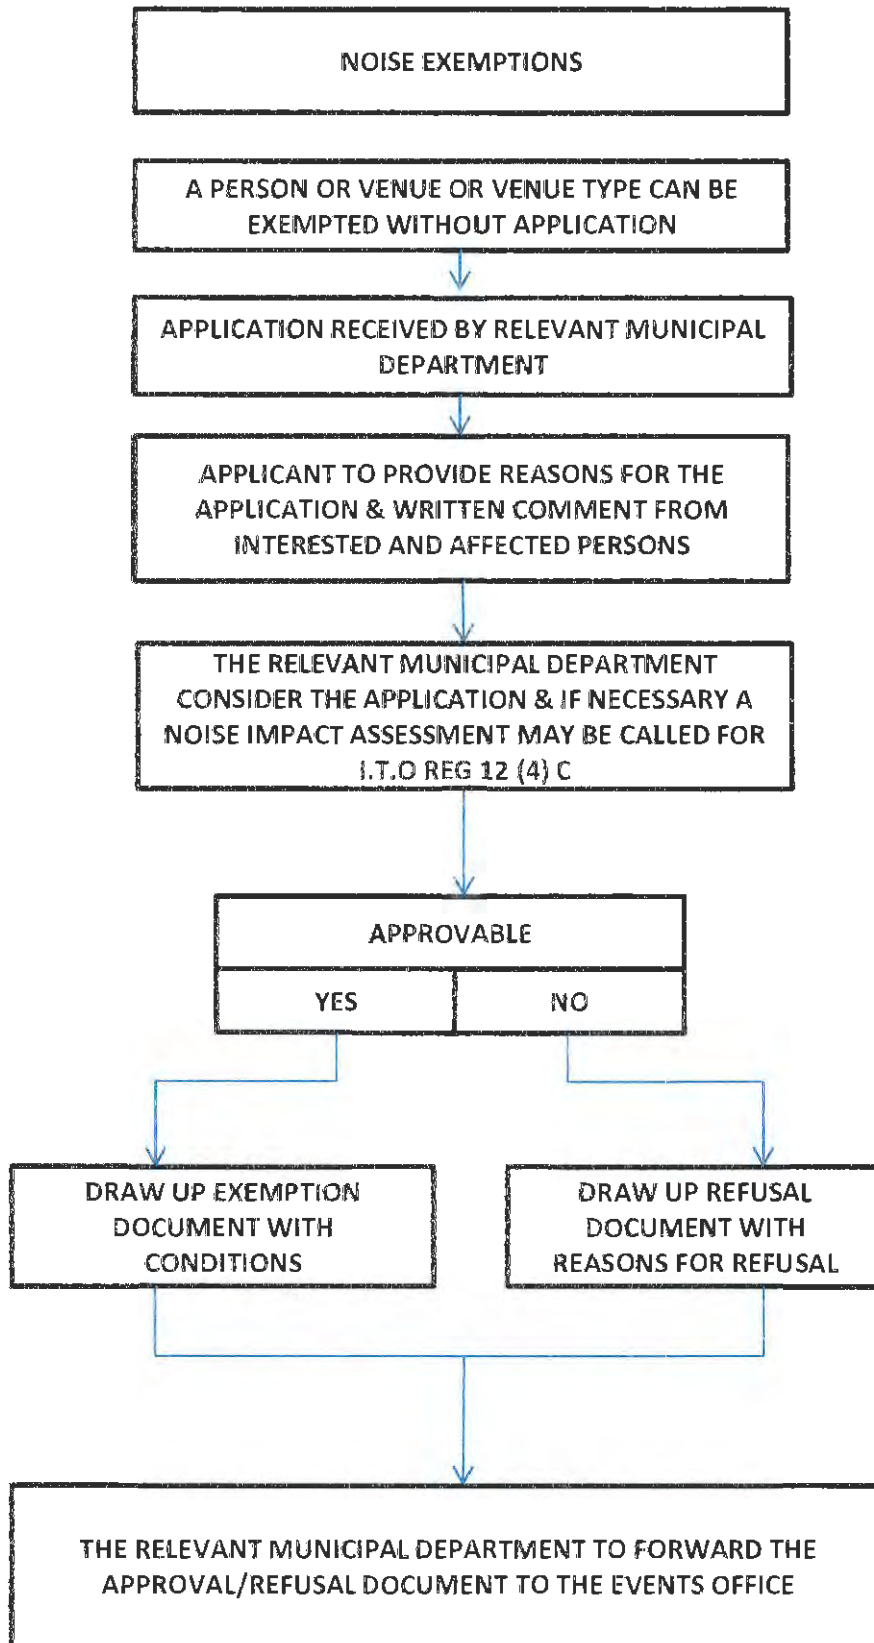 NOISE EXEMPTIONS
A PERSON OR VENUE OR VENUE TYPE CAN BE
EXEMPTED WITHOUT APPLICATION
APPLICATION RECEIVED BY RELEVANT MUNICIPAL
DEPARTMENT
APPLICANT TO PROVIDE REASONS FOR THE
APPLICATION & WRITTEN COMMENT FROM
INTERESTED AND AFFECTED PERSONS
THE RELEVANT MUNICIPAL DEPARTMENT
CONSIDER THE APPLICATION & IF NECESSARY A
NOISE IMPACT ASSESSMENT MAY BE CALLED FOR
I.T.O REG 12 (4) C
APPROVABLE
YES
NO
DRAW UP EXEMPTION
DOCUMENT WITH
CONDITIONS
DRAW UP REFUSAL
DOCUMENT WITH
REASONS FOR REFUSAL
THE RELEVANT MUNICIPAL DEPARTMENT TO FORWARD THE
APPROVAL/REFUSAL DOCUMENT TO THE EVENTS OFFICE